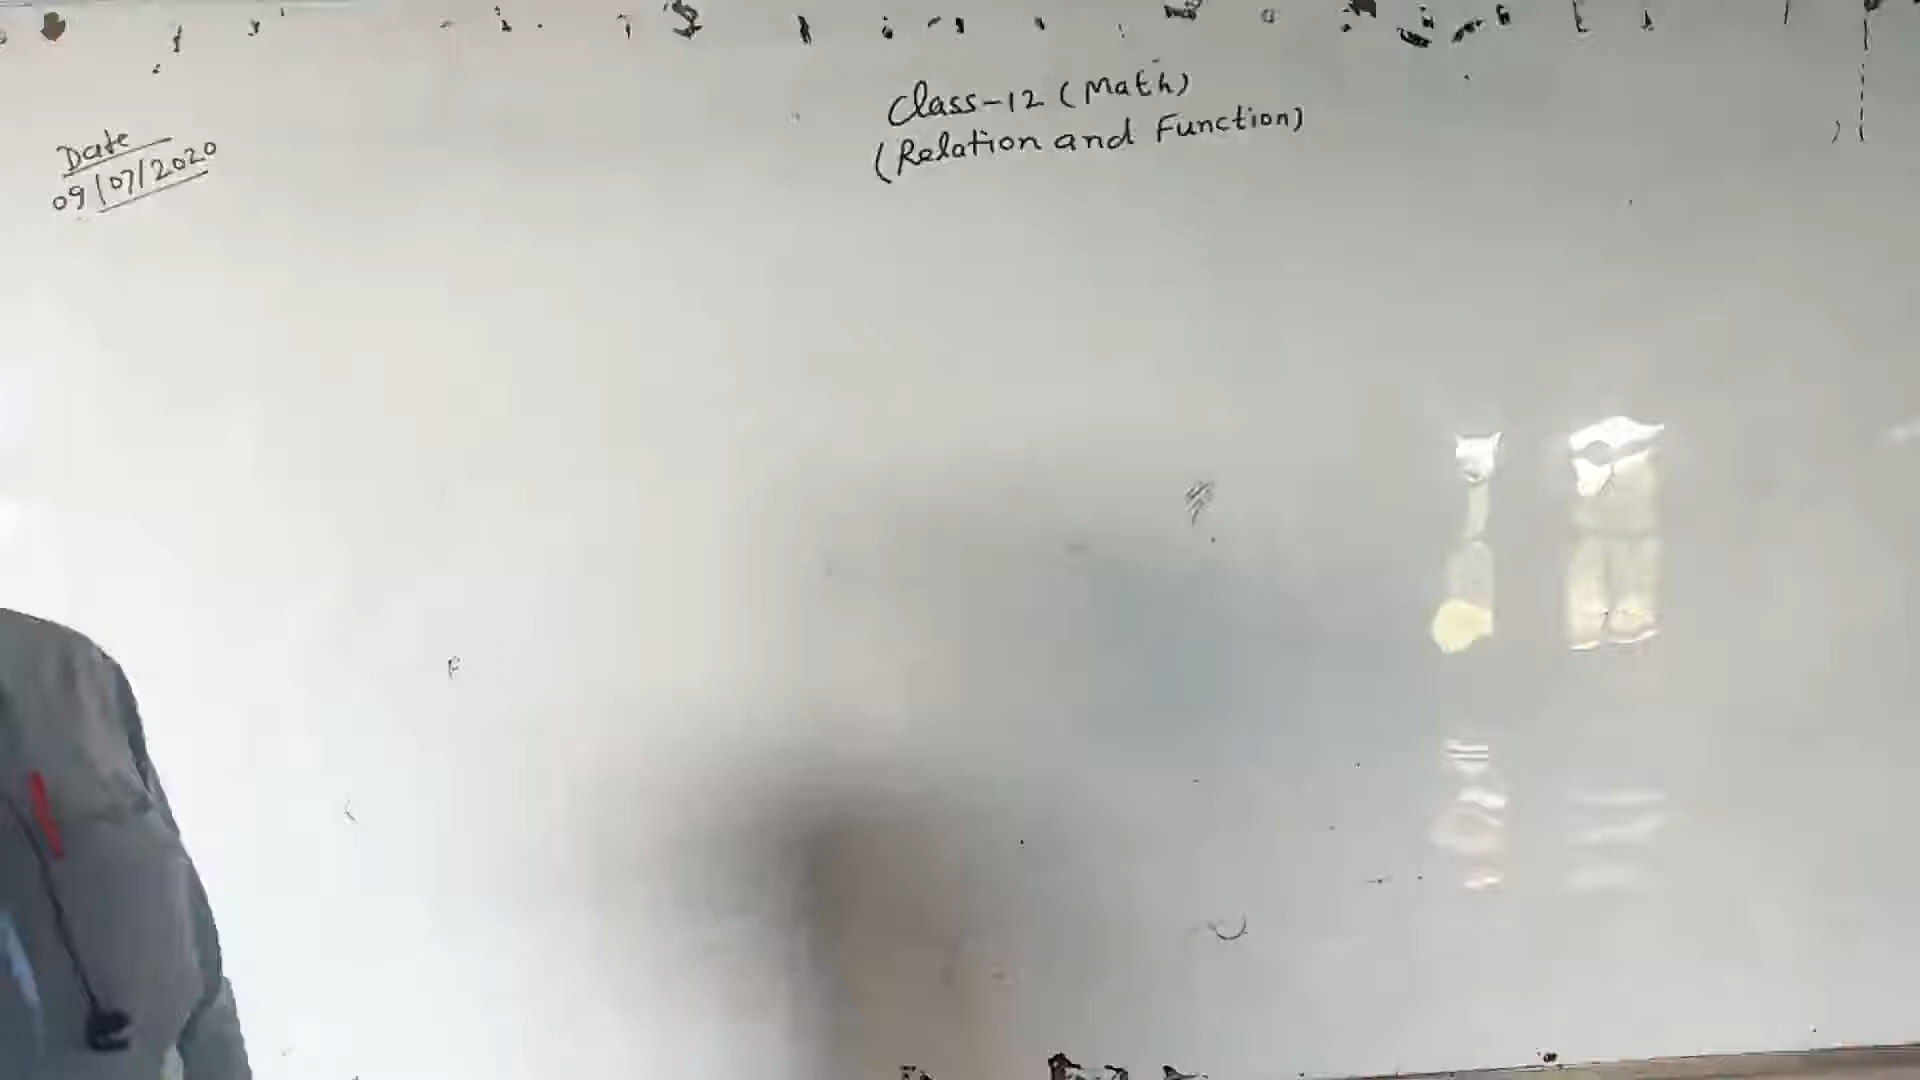 Class-12 (Math)
(Relation and Function)
Date
09/07/2020